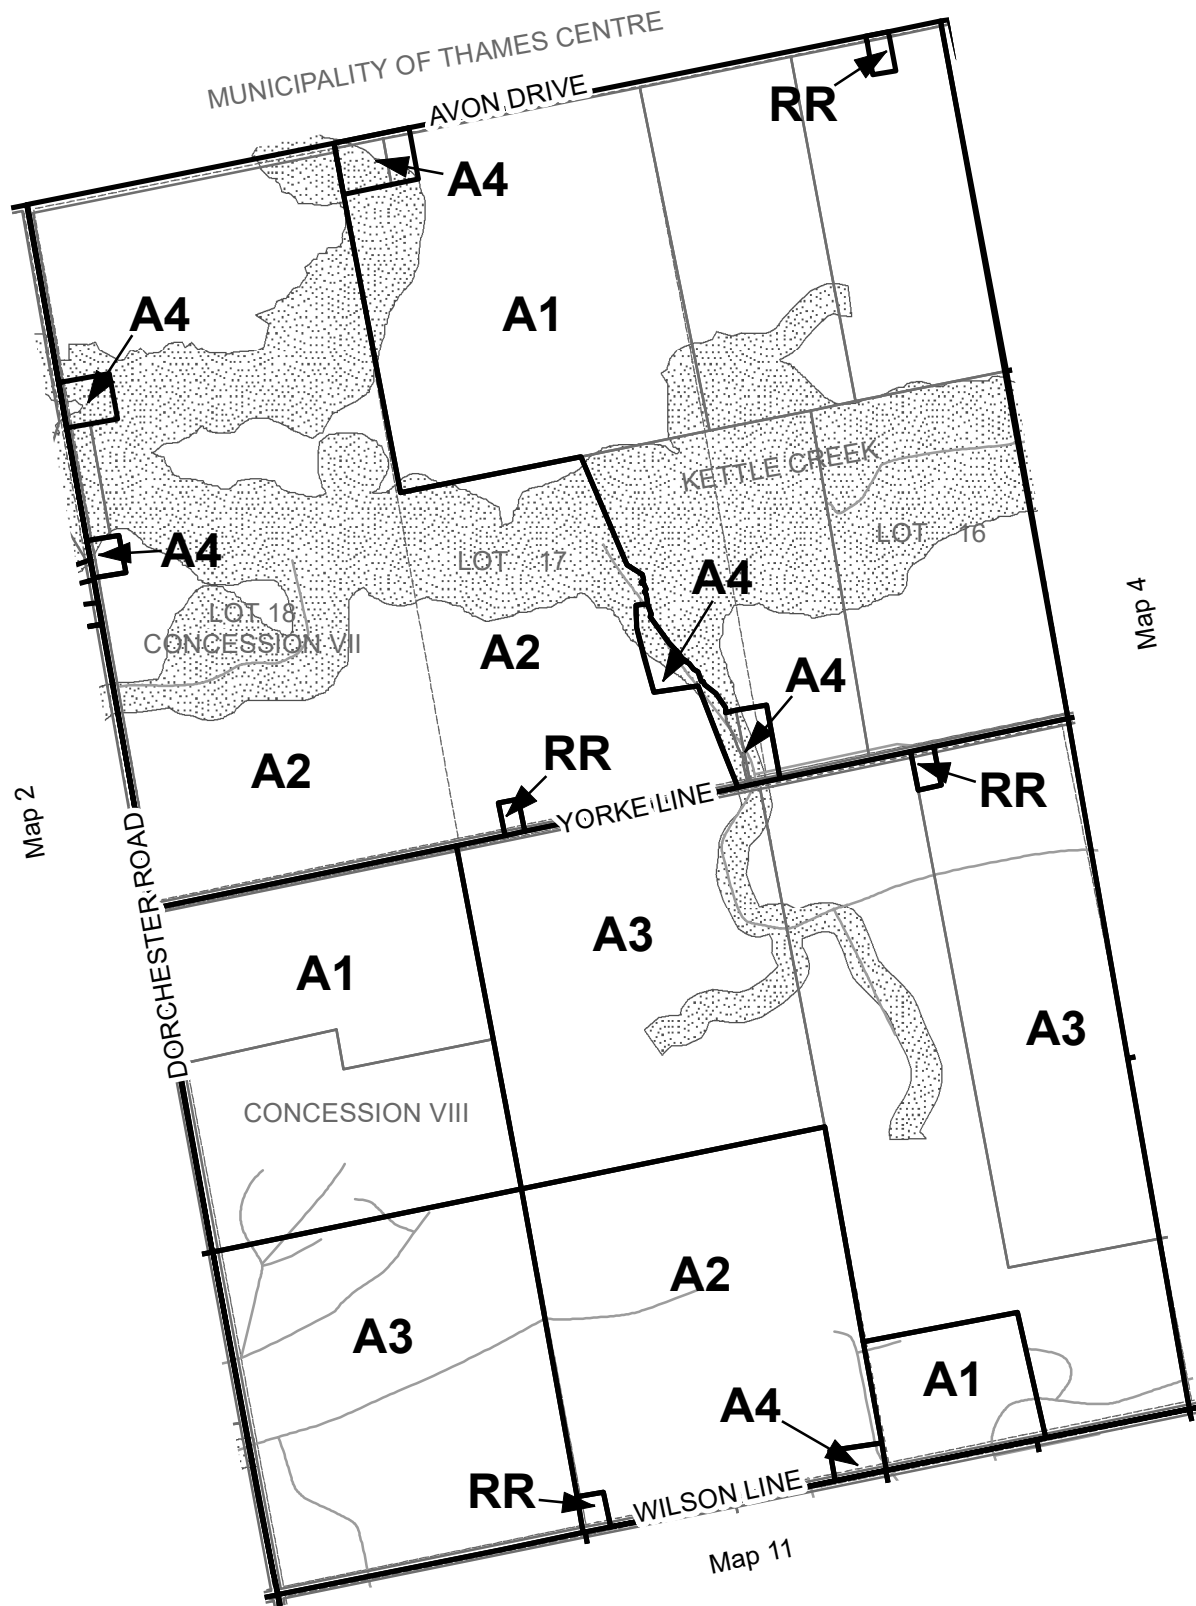 MUNICIPALITY OF THAMES CENTRE
AVON DRIVE
RR
A4
A4
A1
KETTLE CREEK
LOT 16
A4
LOT 17
A4
LOT 18
CONCESSION VII
A2
A4
Map 4
A2
RR
RR
YORKE LINE
Map 2
DORCHESTER ROAD
A3
A1
A3
CONCESSION VIII
A2
A3
A1
A4
RR
WILSON LINE
Map 11